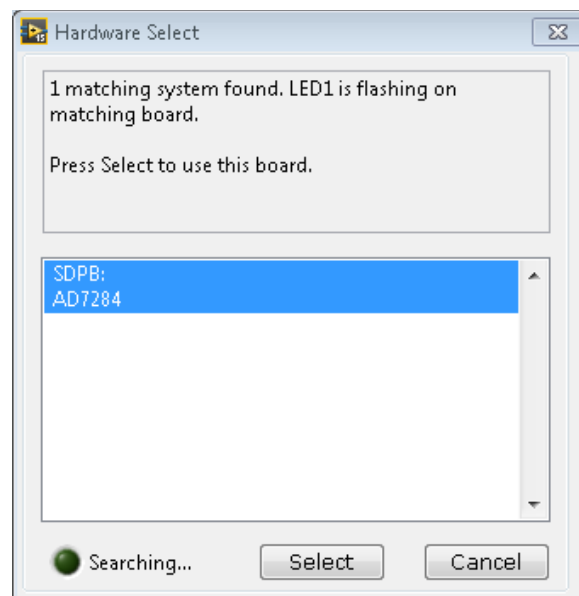 Hardware Select
1 matching system found. LED1 is flashing on
matching board.
Press Select to use this board.
SDPB:
AD7284
Searching...
Select
Cancel